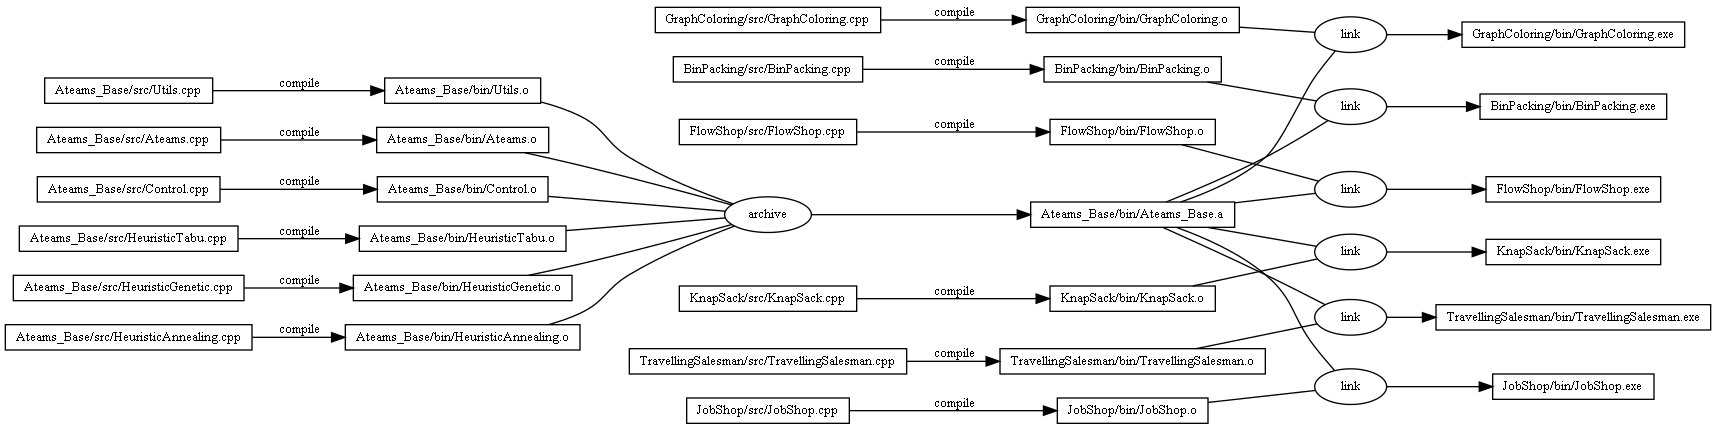 GraphColoring/src/GraphColoring.cpp
compile
GraphColoring/bin/GraphColoring.o
link
GraphColoring/bin/GraphColoring.exe
BinPacking/src/BinPacking.cpp
compile
BinPacking/bin/BinPacking.o
link
BinPacking/bin/BinPacking.exe
Ateams_Base/src/Utils.cpp
compile
Ateams_Base/bin/Utils.o
Ateams_Base/src/Ateams.cpp
compile
Ateams_Base/bin/Ateams.o
FlowShop/src/FlowShop.cpp
compile
FlowShop/bin/FlowShop.o
link
FlowShop/bin/FlowShop.exe
Ateams_Base/src/Control.cpp
compile
Ateams_Base/bin/Control.o
archive
Ateams_Base/bin/Ateams_Base.a
Ateams_Base/src/HeuristicTabu.cpp
compile
Ateams_Base/bin/HeuristicTabu.o
link
KnapSack/bin/KnapSack.exe
Ateams_Base/src/HeuristicGenetic.cpp
compile
Ateams_Base/bin/HeuristicGenetic.o
KnapSack/src/KnapSack.cpp
compile
KnapSack/bin/KnapSack.o
link
TravellingSalesman/bin/TravellingSalesman.exe
Ateams_Base/src/HeuristicAnnealing.cpp
compile
Ateams_Base/bin/HeuristicAnnealing.o
TravellingSalesman/src/TravellingSalesman.cpp
compile
TravellingSalesman/bin/TravellingSalesman.o
link
JobShop/bin/JobShop.exe
JobShop/src/JobShop.cpp
compile
JobShop/bin/JobShop.o